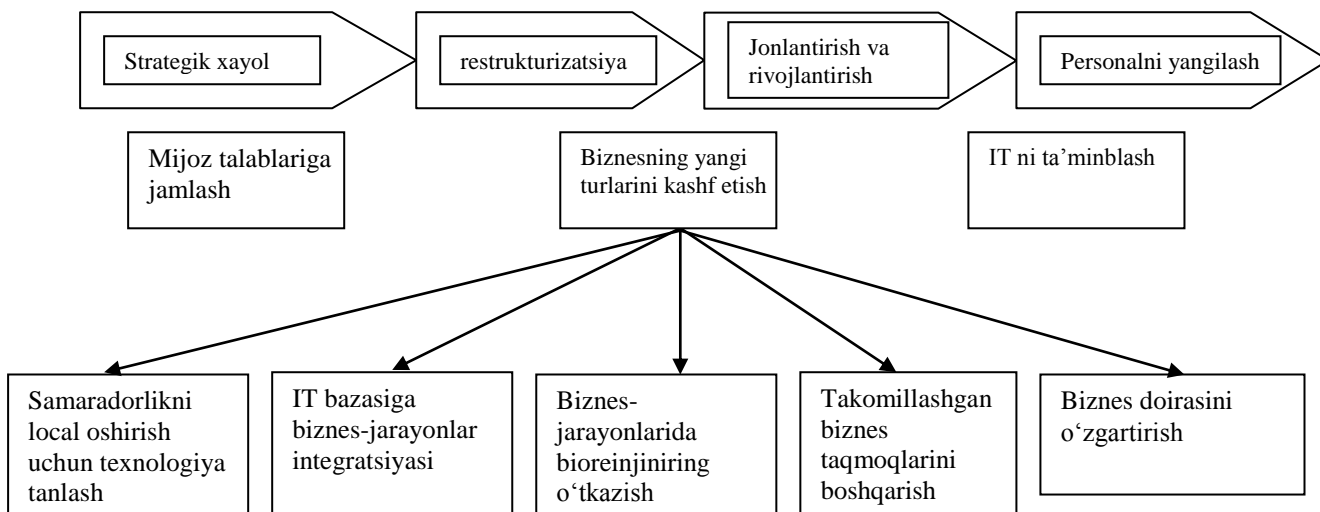 Strategik xayol
restrukturizatsiya
Jonlantirish va
rivojlantirish
Personalni yangilash
Mijoz talablariga
jamlash
Biznesning yangi
turlarini kashf etish
IT ni ta’minblash
Samaradorlikni
local oshirish
uchun texnologiya
tanlash
IT bazasiga
biznes-jarayonlar
integratsiyasi
Biznes-
jarayonlarida
bioreinjiniring
o‘tkazish
Takomillashgan
biznes
taqmoqlarini
boshqarish
Biznes doirasini
o‘zgartirish